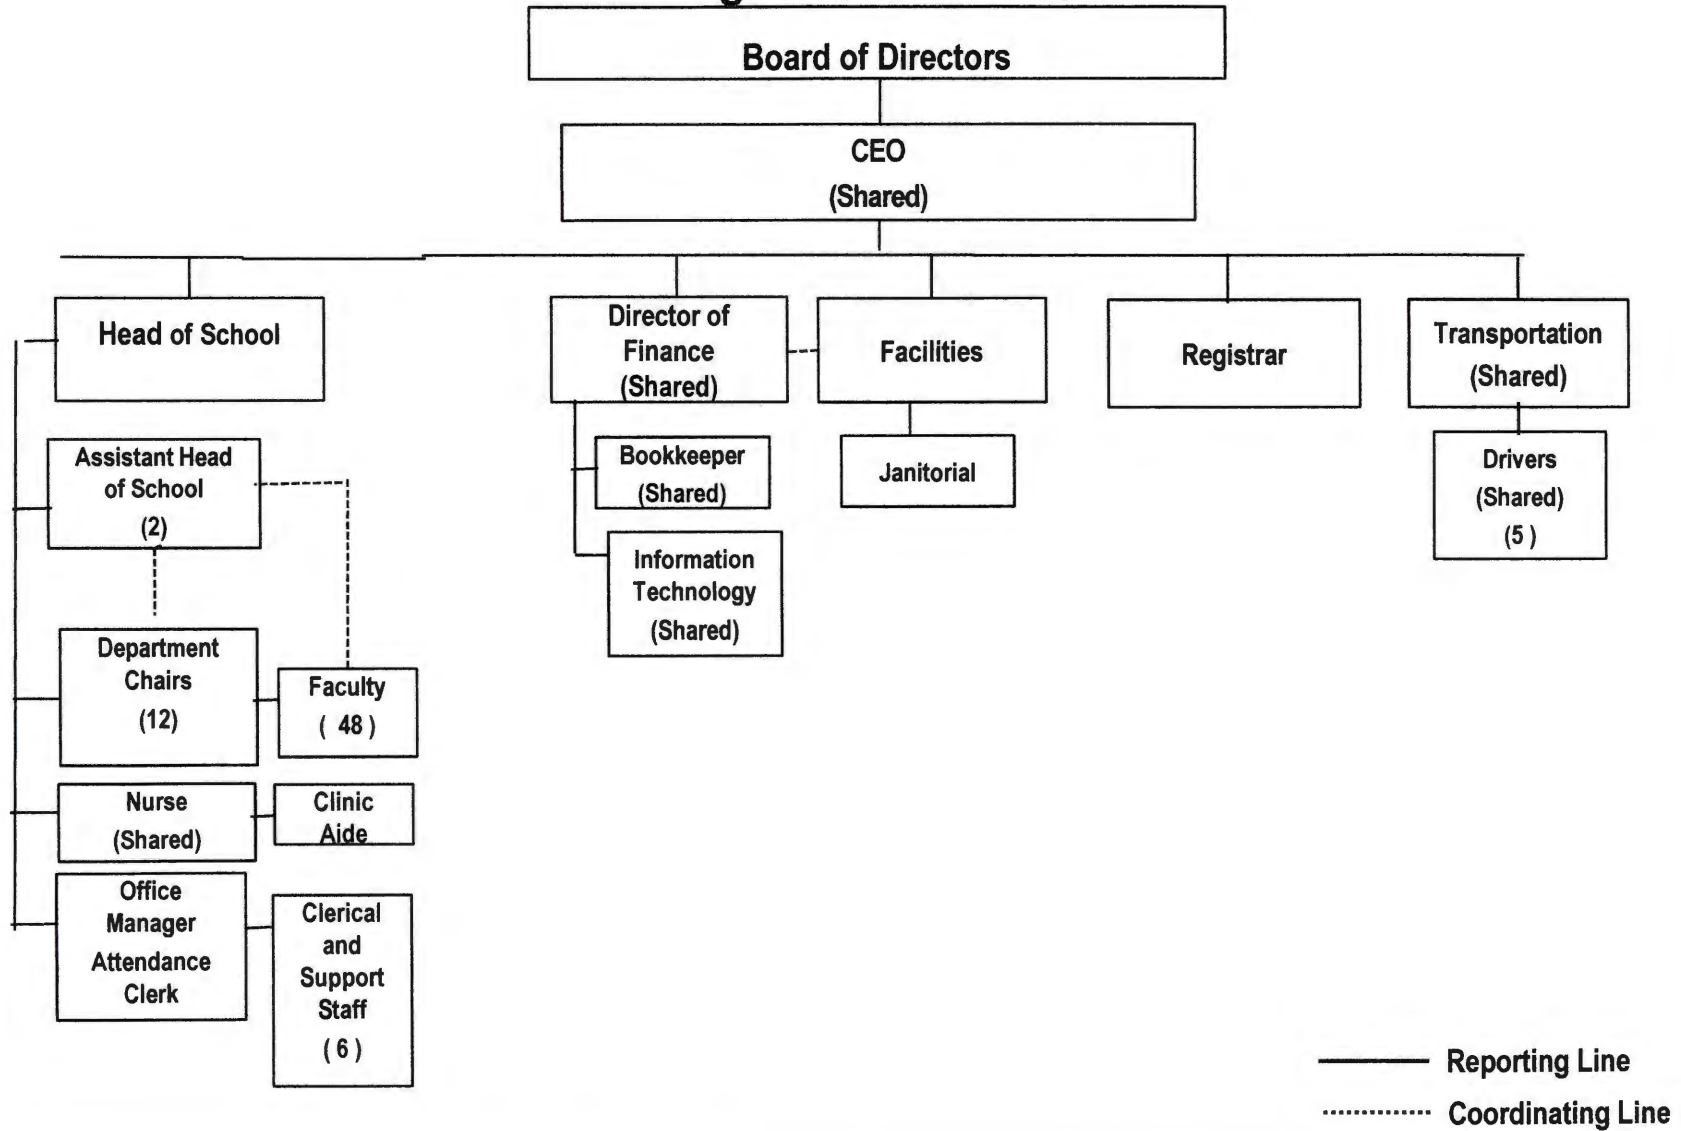 Board of Directors
CEO
(Shared)
Head of School
Director of
Finance
(Shared)
Facilities
Registrar
Transportation
(Shared)
Assistant Head
of School
(2)
Bookkeeper
(Shared)
Janitorial
Drivers
(Shared)
(5 )
Information
Technology
(Shared)
Department
Chairs
(12)
Faculty
( 48 )
Nurse
(Shared)
Clinic
Aide
Office
Manager
Attendance
Clerk
Clerical
and
Support
Staff
( 6 )
Reporting Line
Coordinating Line